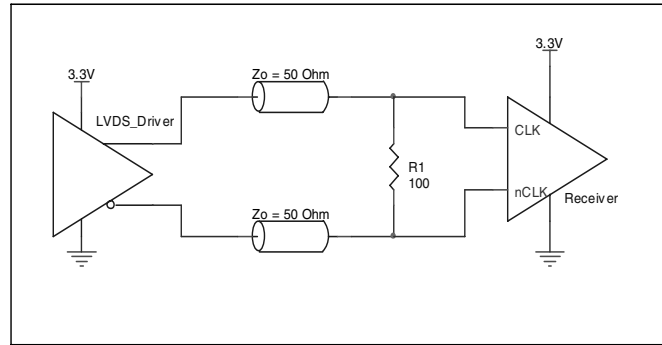 3.3V
LVDS_Driver
Zo = 50 Ohm
Zo = 50 Ohm
R1
100
3.3V
CLK
nCLK
Receiver